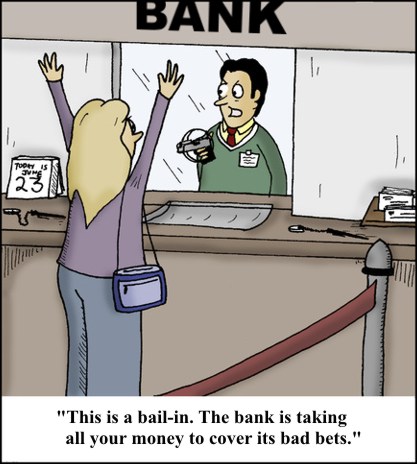 BANK
TODAY IS
JUNE
23
"This is a bail-in. The bank is taking
all your money to cover its bad bets."